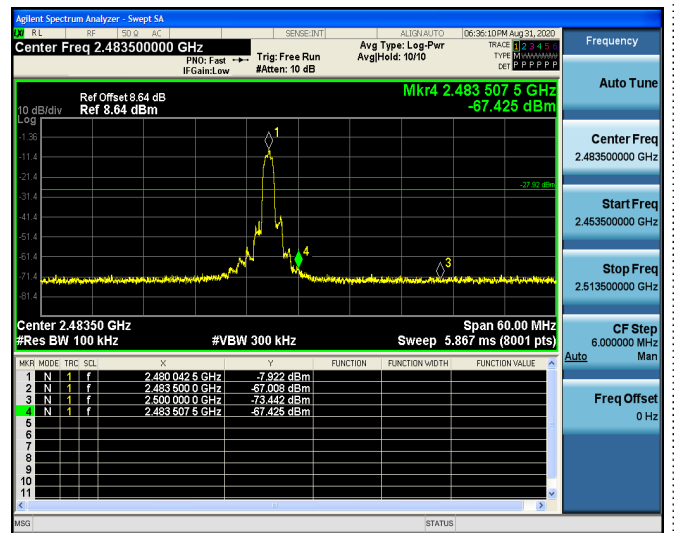 Agilent Spectrum Analyzer - Swept SA
LXI RL RF 50 Ω AC SENSE:INT ALIGNAUTO 06:36:10PM Aug 31, 2020
Center Freq 2.483500000 GHz
PNO: Fast
IFGain:Low
Trig: Free Run
#Atten: 10 dB
Avg Type: Log-Pwr
Avg|Hold: 10/10
TRACE 1 2 3 4 5 6
TYPE
DET P P P P P P
Frequency
Auto Tune
Center Freq
2.483500000 GHz
Start Freq
2.453500000 GHz
Stop Freq
2.513500000 GHz
CF Step
6.000000 MHz
Auto Man
Freq Offset
0 Hz
Mkr4 2.483 507 5 GHz
-67.425 dBm
Ref Offset 8.64 dB
10 dB/div Ref 8.64 dBm
Log
-1.36
-11.4
-21.4
-31.4
-41.4
-51.4
-61.4
-71.4
-81.4
1
-27.92 dBm
4
3
Center 2.48350 GHz Span 60.00 MHz
#Res BW 100 kHz #VBW 300 kHz Sweep 5.867 ms (8001 pts)
MKR MODE TRC SCL X Y FUNCTION FUNCTION WIDTH FUNCTION VALUE
1 N 1 f 2.480 042 5 GHz -7.922 dBm
2 N 1 f 2.483 500 0 GHz -67.008 dBm
3 N 1 f 2.500 000 0 GHz -73.442 dBm
4 N 1 f 2.483 507 5 GHz -67.425 dBm
5
6
7
8
9
10
11
MSG STATUS